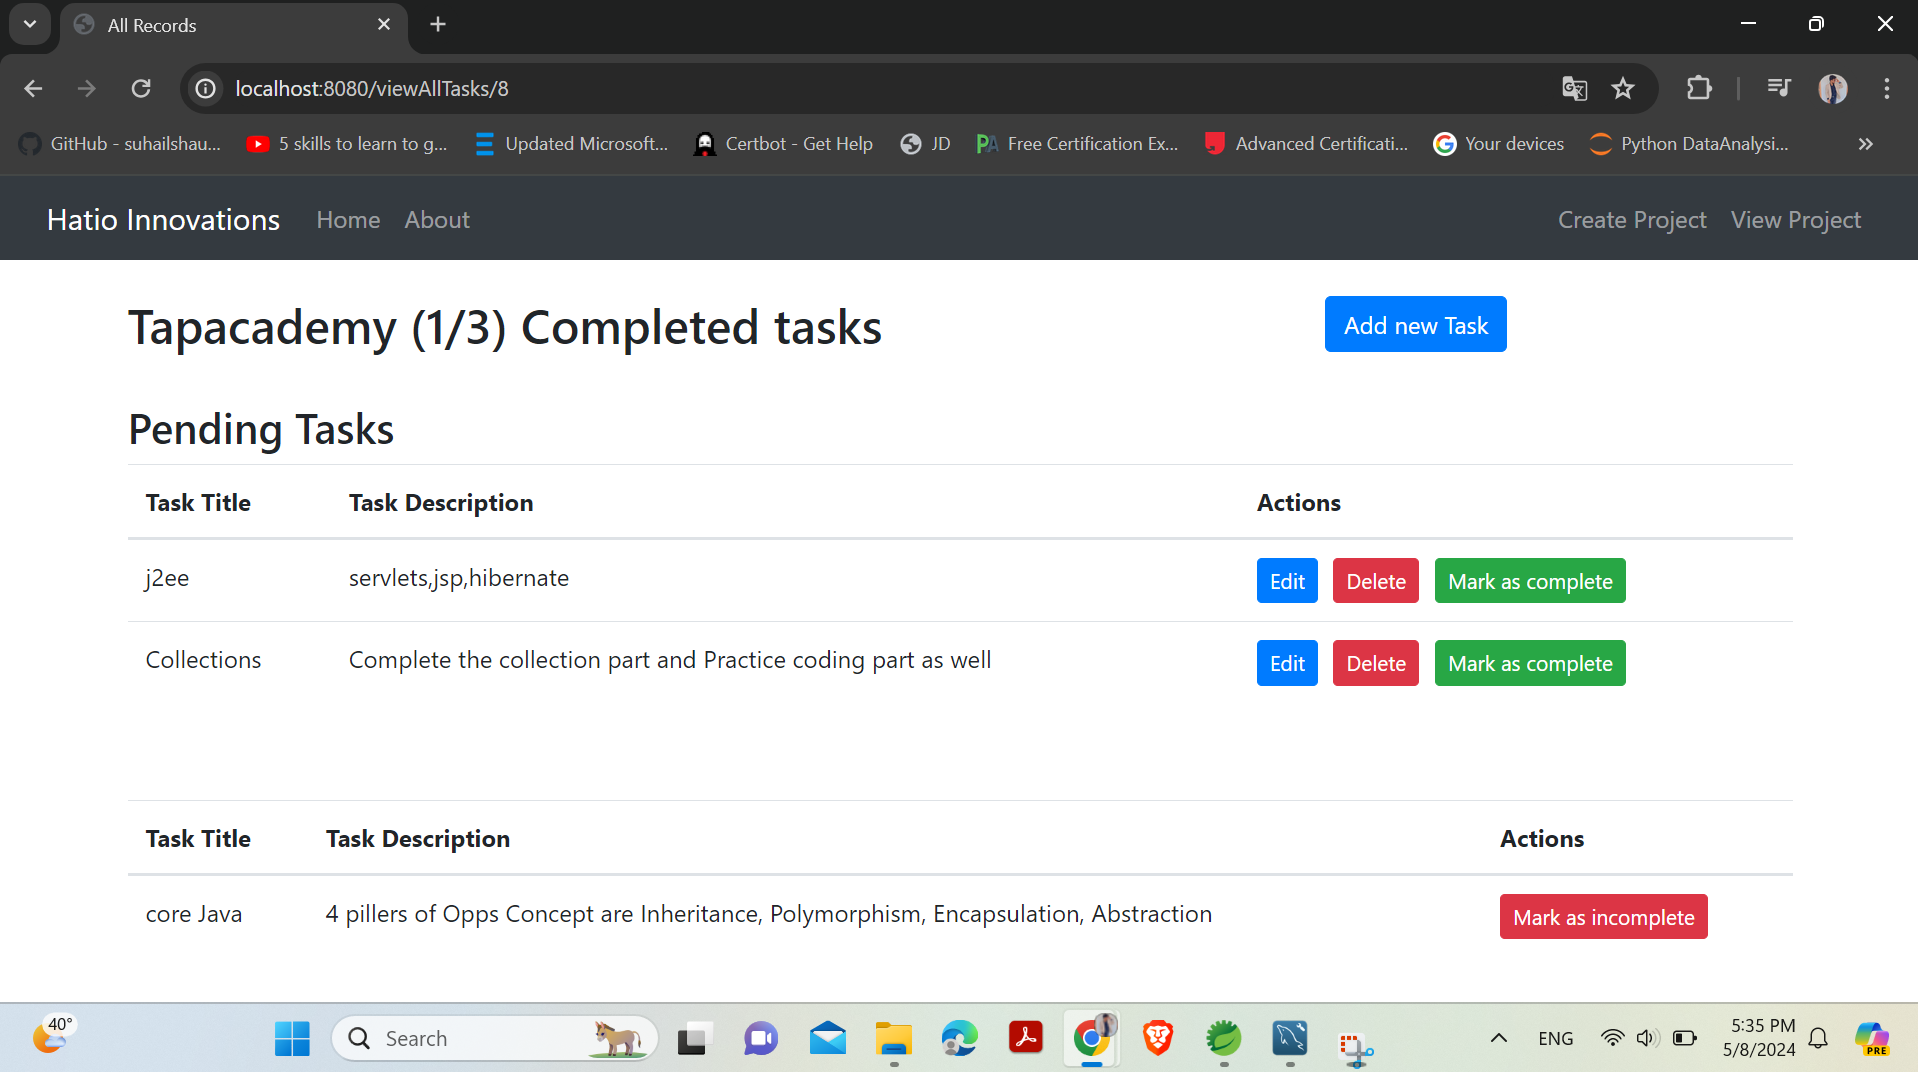 All Records
localhost:8080/viewAllTasks/8
GitHub - suhailshau... 5 skills to learn to g... Updated Microsoft... Certbot - Get Help JD PA Free Certification Ex... Advanced Certificati... G Your devices Python DataAnalysi... »
Hatio Innovations Home About Create Project View Project
Tapacademy (1/3) Completed tasks Add new Task
Pending Tasks
Task Title Task Description Actions
j2ee servlets,jsp,hibernate Edit Delete Mark as complete
Collections Complete the collection part and Practice coding part as well Edit Delete Mark as complete
Task Title Task Description Actions
core Java 4 pillers of Opps Concept are Inheritance, Polymorphism, Encapsulation, Abstraction Mark as incomplete
40° Search ENG 5:35 PM
5/8/2024 PRE